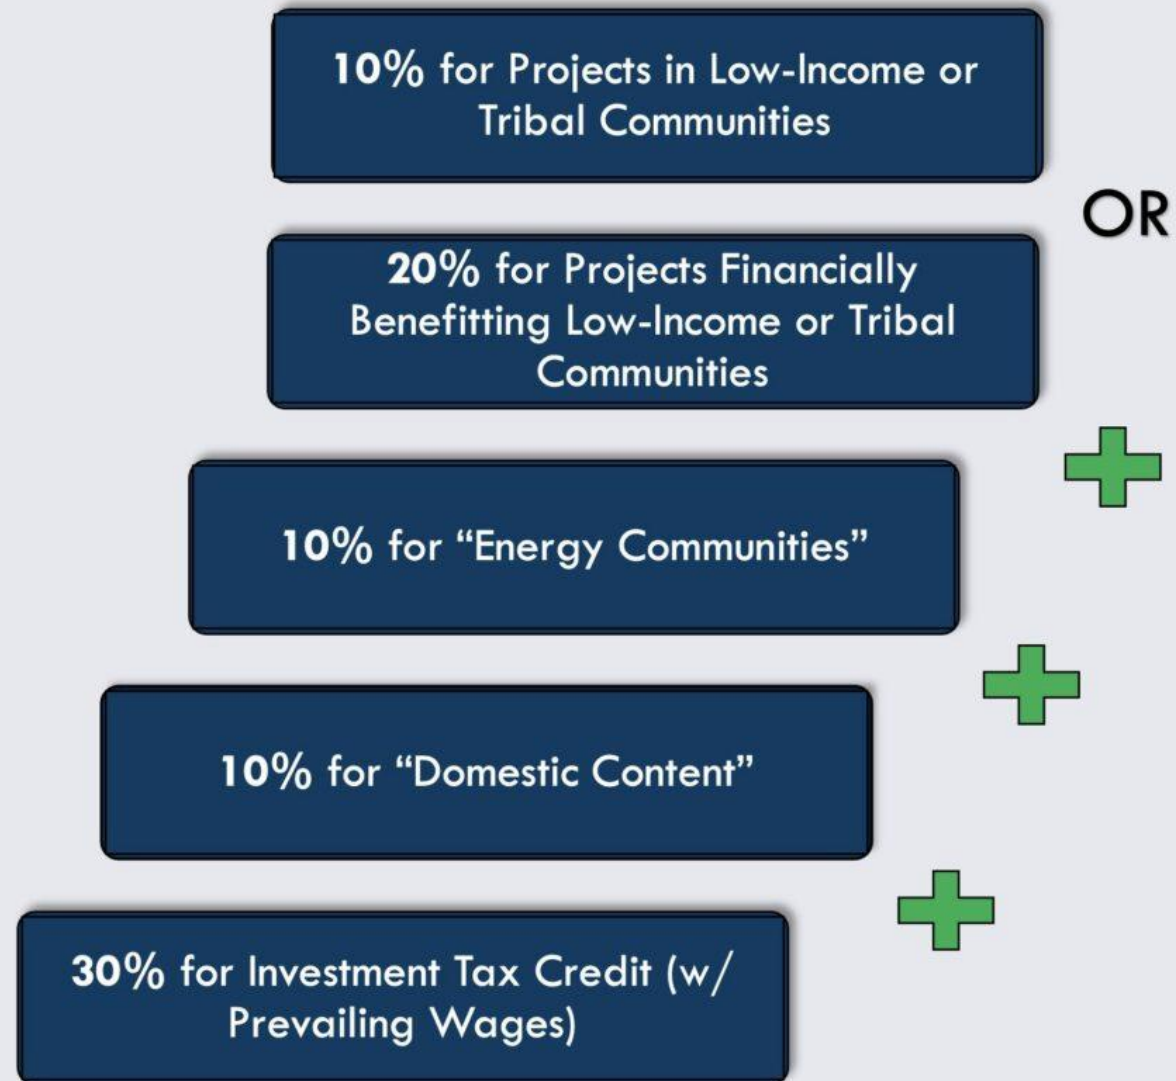 10% for Projects in Low-Income or
Tribal Communities
OR
20% for Projects Financially
Benefitting Low-Income or Tribal
Communities
10% for “Energy Communities”
10% for “Domestic Content”
30% for Investment Tax Credit (w/
Prevailing Wages)